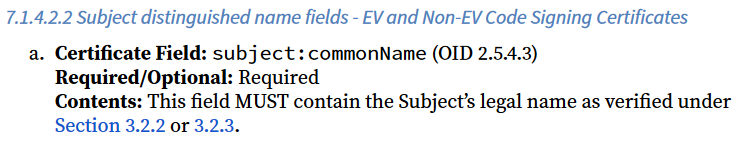 7.1.4.2.2 Subject distinguished name fields - EV and Non-EV Code Signing Certificates
a. Certificate Field: subject:commonName (OID 2.5.4.3)
Required/Optional: Required
Contents: This field MUST contain the Subject’s legal name as verified under
Section 3.2.2 or 3.2.3.